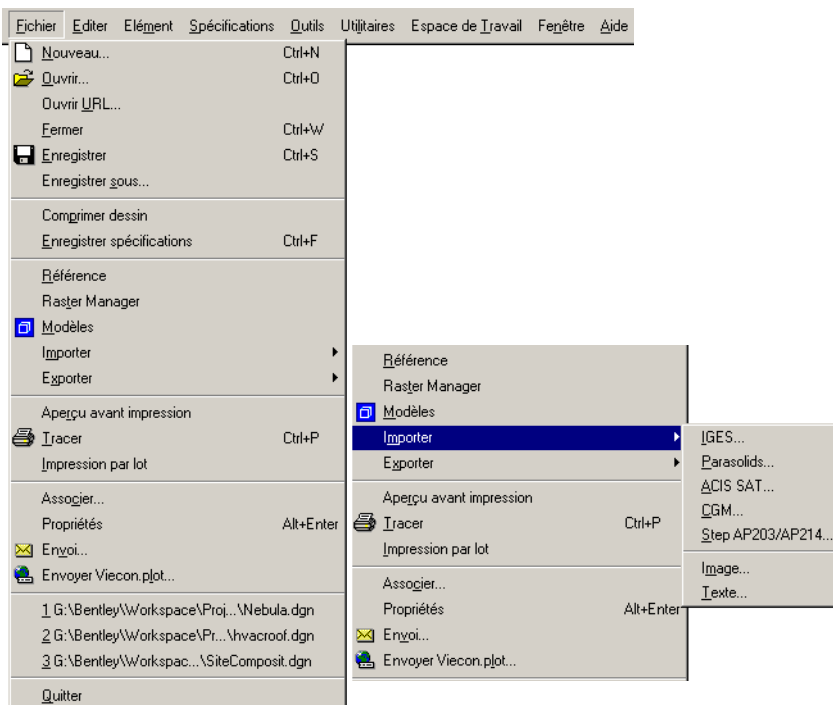 Fichier Editer Elément Spécifications Outils Utilitaires Espace de Travail Fenêtre Aide
Nouveau... Ctrl+N
Ouvrir... Ctrl+O
Ouvrir URL...
Fermer Ctrl+W
Enregistrer Ctrl+S
Enregistrer sous...
Comprimer dessin
Enregistrer spécifications Ctrl+F
Référence
Raster Manager
Modèles
Importer
Exporter
Aperçu avant impression
Tracer Ctrl+P
Impression par lot
Associer...
Propriétés Alt+Enter
Envoi...
Envoyer Viecon.plot...
1 G:\Bentley\Workspace\Proj...\Nebula.dgn
2 G:\Bentley\Workspace\Pr...\hvacroof.dgn
3 G:\Bentley\Workspac...\SiteComposit.dgn
Quitter
Référence
Raster Manager
Modèles
Importer
Exporter
Aperçu avant impression
Tracer Ctrl+P
Impression par lot
Associer...
Propriétés Alt+Enter
Envoi...
Envoyer Viecon.plot...
IGES...
Parasolids...
ACIS SAT...
CGM...
Step AP203/AP214...
Image...
Texte...